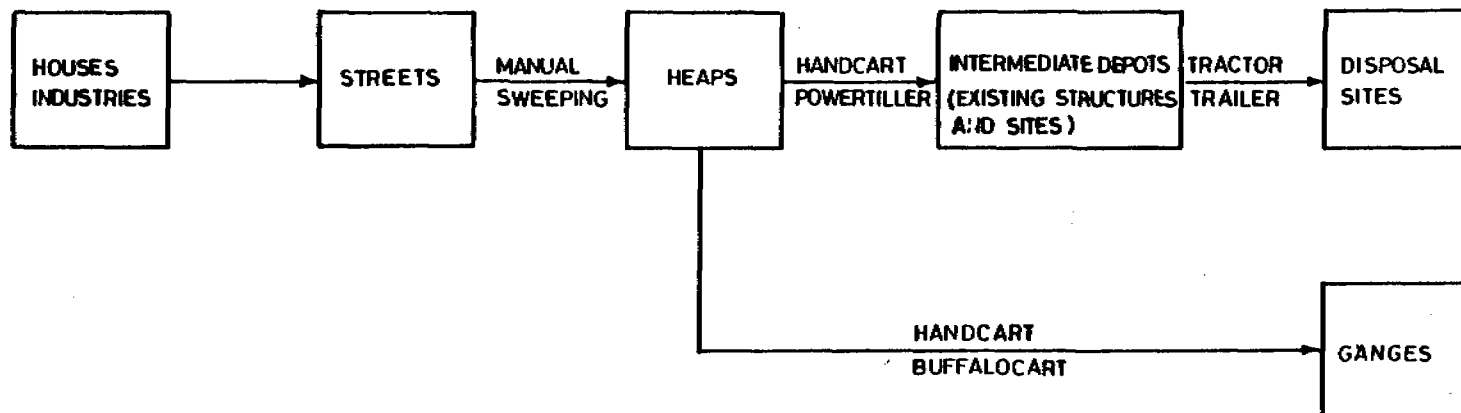 HOUSES
INDUSTRIES
STREETS
MANUAL
SWEEPING
HEAPS
HANDCART
POWERTILLER
INTERMEDIATE DEPOTS
(EXISTING STRUCTURES
AND SITES)
TRACTOR
TRAILER
DISPOSAL
SITES
HANDCART
BUFFALOCART
GANGES